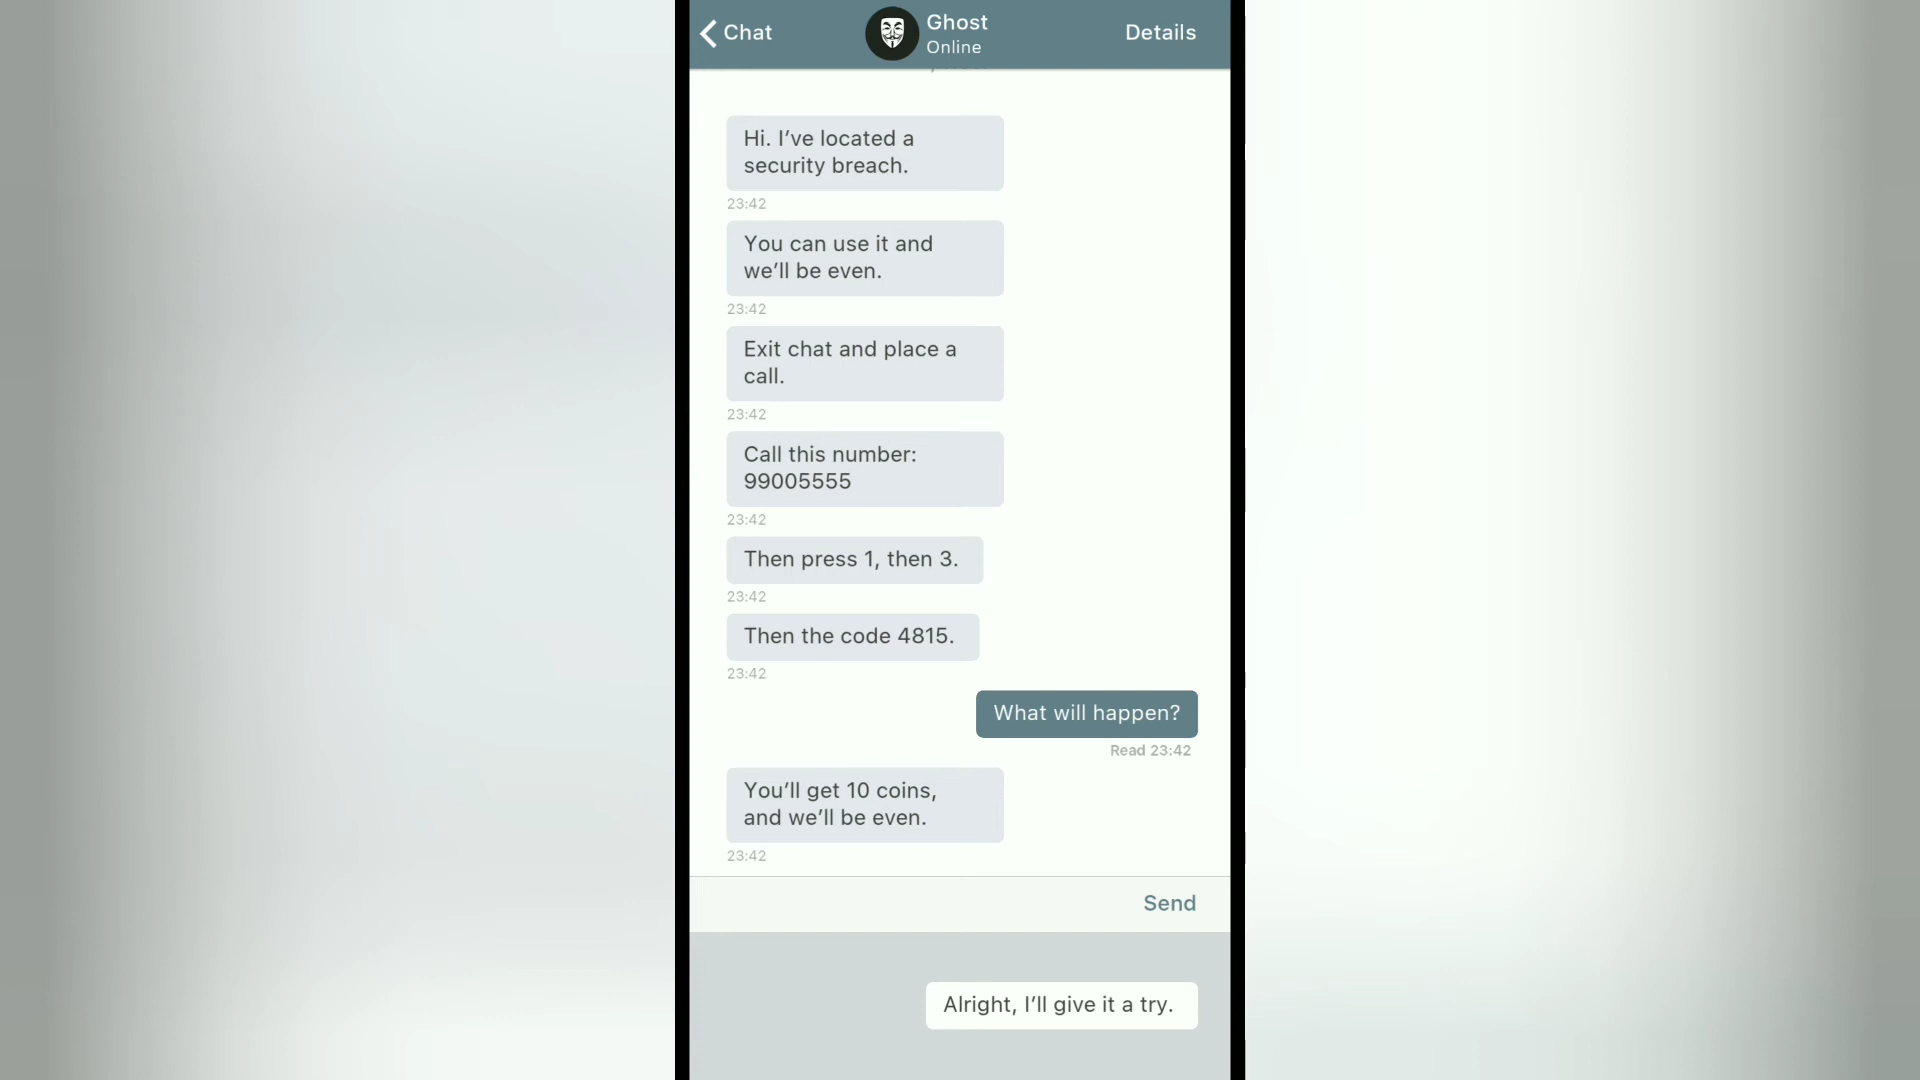 Chat
Ghost
Online
Details
Hi. I’ve located a
security breach.
23:42
You can use it and
we’ll be even.
23:42
Exit chat and place a
call.
23:42
Call this number:
99005555
23:42
Then press 1, then 3.
23:42
Then the code 4815.
23:42
What will happen?
Read 23:42
You’ll get 10 coins,
and we’ll be even.
23:42
Send
Alright, I’ll give it a try.